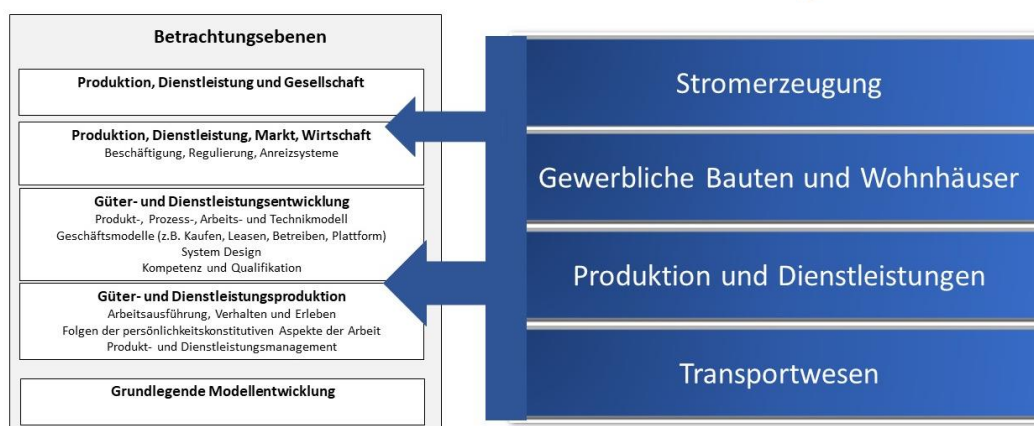 Betrachtungsebenen
Produktion, Dienstleistung und Gesellschaft
Produktion, Dienstleistung, Markt, Wirtschaft
Beschäftigung, Regulierung, Anreizsysteme
Güter- und Dienstleistungsentwicklung
Produkt-, Prozess-, Arbeits- und Technikmodell
Geschäftsmodelle (z.B. Kaufen, Leasen, Betreiben, Plattform)
System Design
Kompetenz und Qualifikation
Güter- und Dienstleistungsproduktion
Arbeitsausführung, Verhalten und Erleben
Folgen der persönlichkeitskonstitutiven Aspekte der Arbeit
Produkt- und Dienstleistungsmanagement
Grundlegende Modellentwicklung
Stromerzeugung
Gewerbliche Bauten und Wohnhäuser
Produktion und Dienstleistungen
Transportwesen